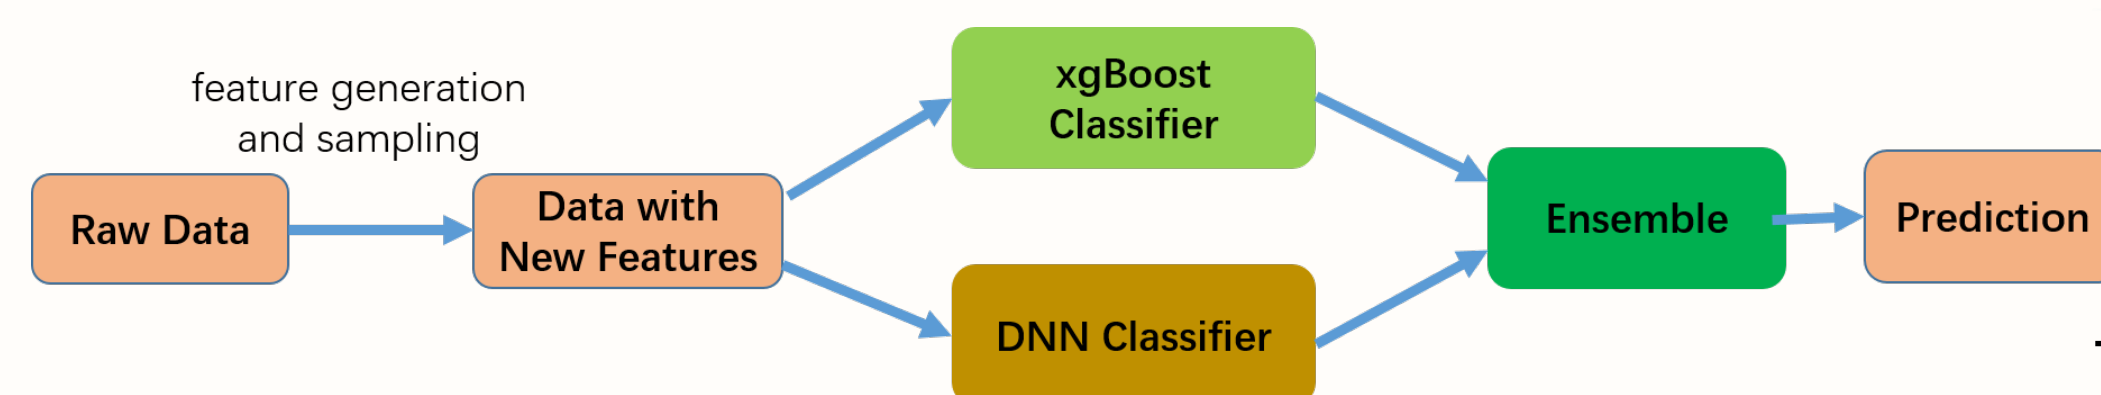 feature generation
and sampling
Raw Data
Data with
New Features
xgBoost
Classifier
DNN Classifier
Ensemble
Prediction